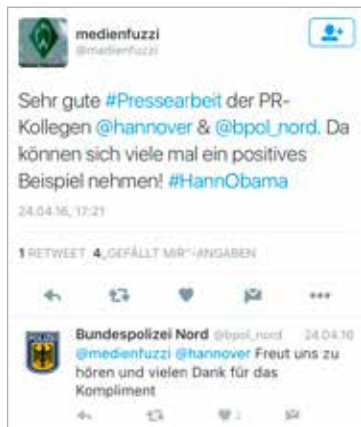 medienfuzzi
@medienfuzzi
Sehr gute #Pressearbeit der PR-
Kollegen @hannover & @bpol_nord. Da
können sich viele mal ein positives
Beispiel nehmen! #HannObama
24.04.16, 17:21
1 RETWEET 4 „GEFÄLLT MIR“-ANGABEN
Bundespolizei Nord @bpol_nord 24.04.16
@medienfuzzi @hannover Freut uns zu
hören und vielen Dank für das
Kompliment